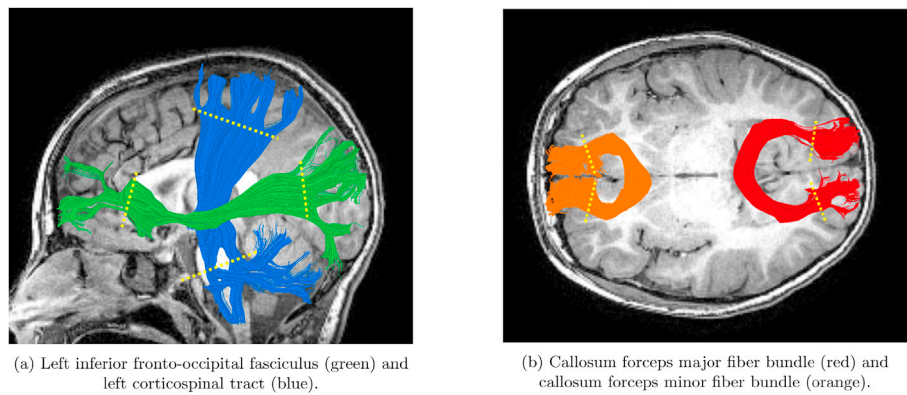 (a) Left inferior fronto-occipital fasciculus (green) and
left corticospinal tract (blue).
(b) Callosum forceps major fiber bundle (red) and
callosum forceps minor fiber bundle (orange).